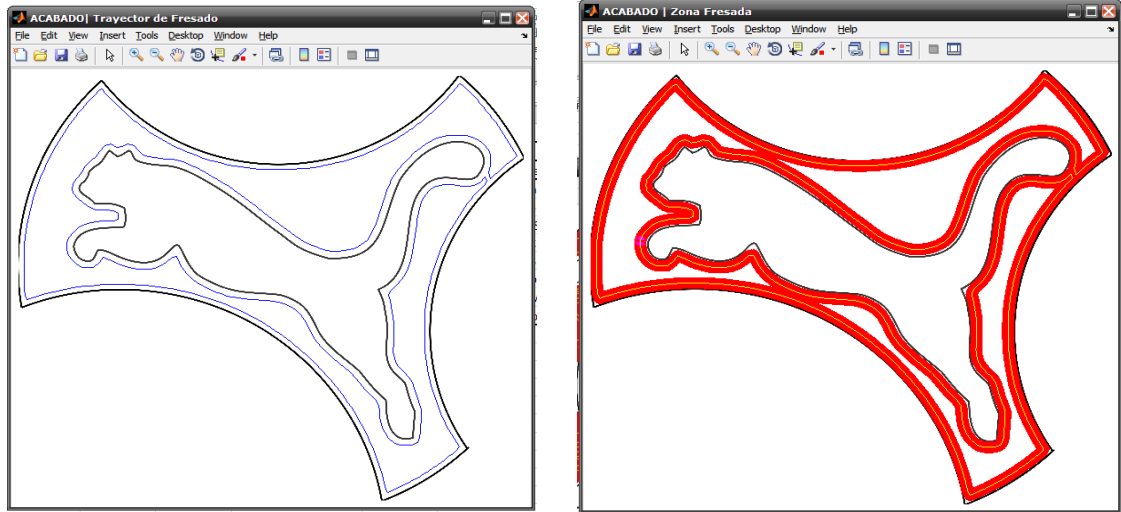 ACABADO| Trayector de Fresado
File Edit View Insert Tools Desktop Window Help
ACABADO | Zona Fresada
File Edit View Insert Tools Desktop Window Help